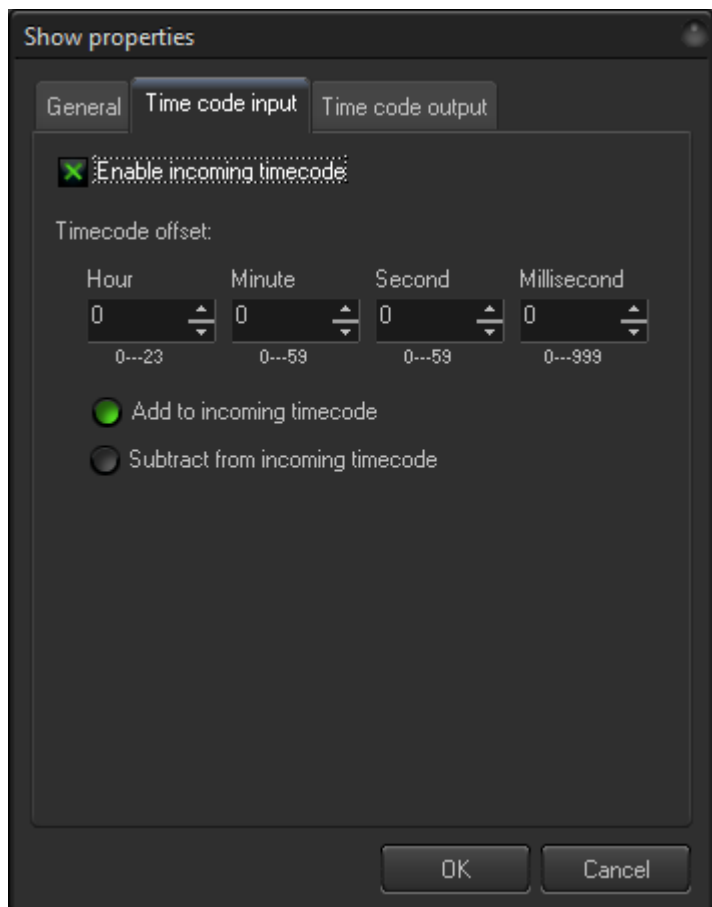 Show properties
General Time code input Time code output
Enable incoming timecode
Timecode offset:
Hour Minute Second Millisecond
0 0 0 0
0---23 0---59 0---59 0---999
Add to incoming timecode
Subtract from incoming timecode
OK Cancel